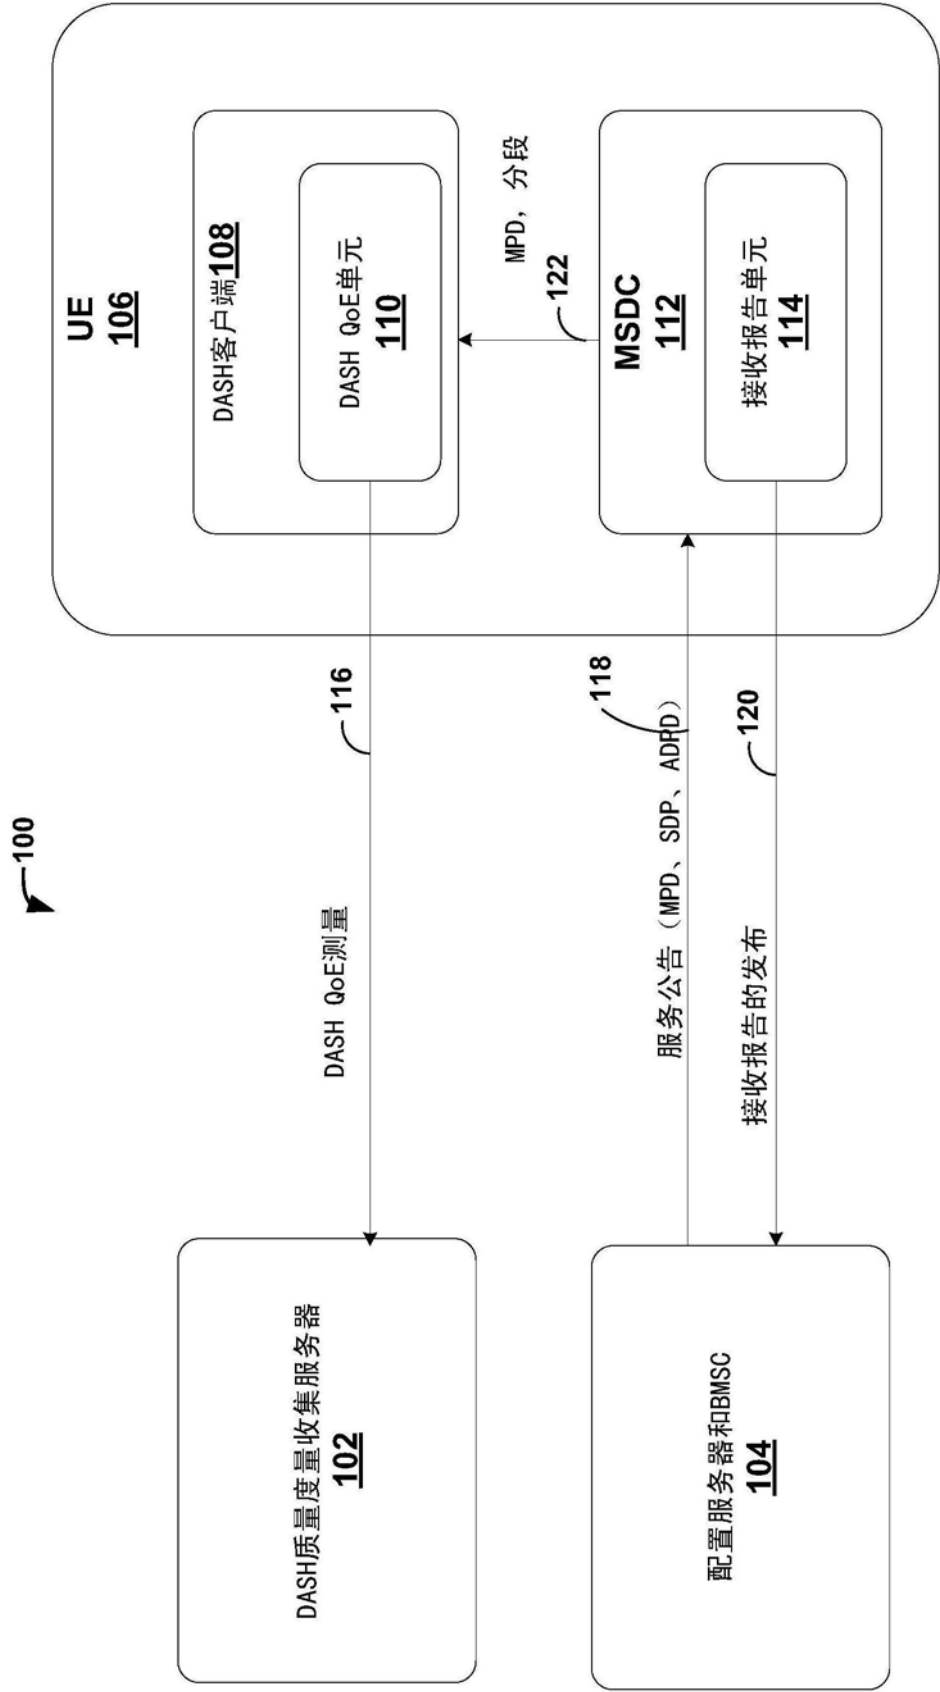 100
DASH质量度量收集服务器
102
DASH QoE测量
116
UE
106
DASH客户端108
DASH QoE单元
110
MPD, 分段
122
配置服务器和BMSC
104
服务公告（MPD、SDP、ADPD）
118
接收报告的发布
120
MSDC
112
接收报告单元
114